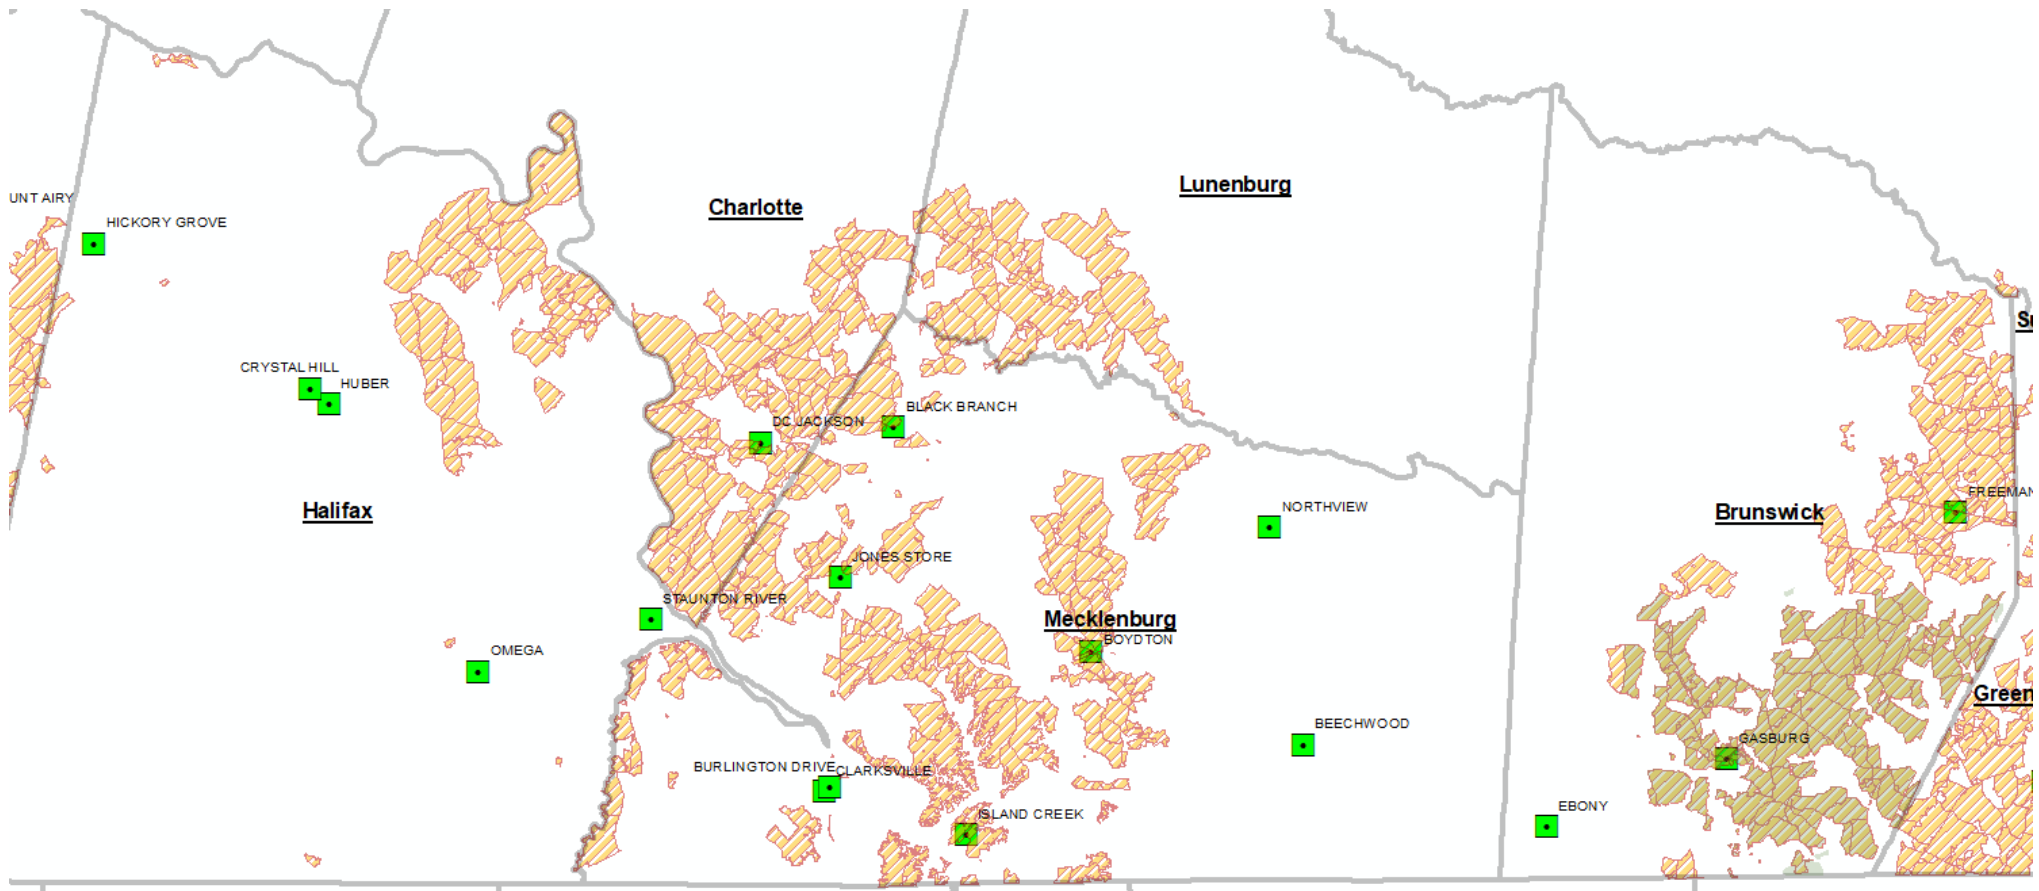 Lunenburg
UNT AIRY
Charlotte
HICKORY GROVE
Su
CRYSTAL HILL
HUBER
BLACK BRANCH
DC JACKSON
FREEMAN
Halifax
NORTHVIEW
Brunswick
JONES STORE
STAUNTON RIVER
Mecklenburg
BOYDTON
OMEGA
Green
BEECHWOOD
GASBURG
BURLINGTON DRIVE
CLARKSVILLE
EBONY
ISLAND CREEK